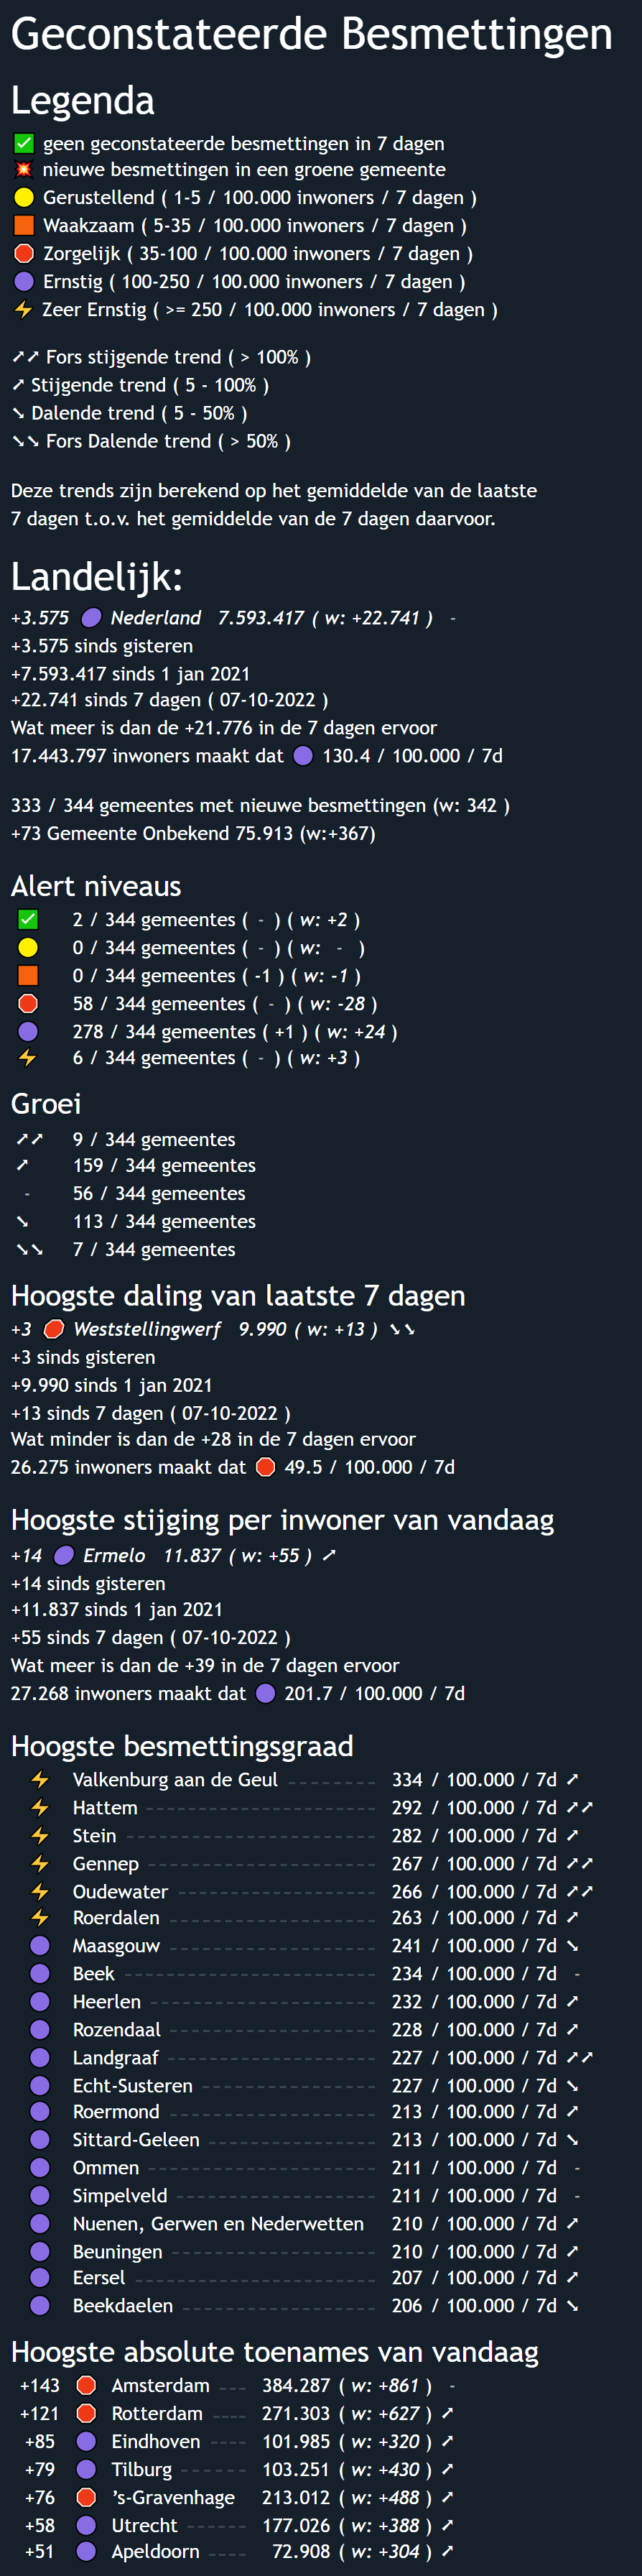 Geconstateerde Besmettingen
Legenda
✅ geen geconstateerde besmettingen in 7 dagen
💥 nieuwe besmettingen in een groene gemeente
🟡 Gerustellend ( 1-5 / 100.000 inwoners / 7 dagen )
🟧 Waakzaam ( 5-35 / 100.000 inwoners / 7 dagen )
🛑 Zorgelijk ( 35-100 / 100.000 inwoners / 7 dagen )
🟣 Ernstig ( 100-250 / 100.000 inwoners / 7 dagen )
⚡ Zeer Ernstig ( >= 250 / 100.000 inwoners / 7 dagen )
➚➚ Fors stijgende trend ( > 100% )
➚ Stijgende trend ( 5 - 100% )
➘ Dalende trend ( 5 - 50% )
➘➘ Fors Dalende trend ( > 50% )
Deze trends zijn berekend op het gemiddelde van de laatste
7 dagen t.o.v. het gemiddelde van de 7 dagen daarvoor.
Landelijk:
+3.575 🟣 Nederland 7.593.417 ( w: +22.741 ) -
+3.575 sinds gisteren
+7.593.417 sinds 1 jan 2021
+22.741 sinds 7 dagen ( 07-10-2022 )
Wat meer is dan de +21.776 in de 7 dagen ervoor
17.443.797 inwoners maakt dat 🟣 130.4 / 100.000 / 7d
333 / 344 gemeentes met nieuwe besmettingen (w: 342 )
+73 Gemeente Onbekend 75.913 (w:+367)
Alert niveaus
✅ 2 / 344 gemeentes ( - ) ( w: +2 )
🟡 0 / 344 gemeentes ( - ) ( w: - )
🟧 0 / 344 gemeentes ( -1 ) ( w: -1 )
🛑 58 / 344 gemeentes ( - ) ( w: -28 )
🟣 278 / 344 gemeentes ( +1 ) ( w: +24 )
⚡ 6 / 344 gemeentes ( - ) ( w: +3 )
Groei
➚➚ 9 / 344 gemeentes
➚ 159 / 344 gemeentes
- 56 / 344 gemeentes
➘ 113 / 344 gemeentes
➘➘ 7 / 344 gemeentes
Hoogste daling van laatste 7 dagen
+3 🛑 Weststellingwerf 9.990 ( w: +13 ) ➘➘
+3 sinds gisteren
+9.990 sinds 1 jan 2021
+13 sinds 7 dagen ( 07-10-2022 )
Wat minder is dan de +28 in de 7 dagen ervoor
26.275 inwoners maakt dat 🛑 49.5 / 100.000 / 7d
Hoogste stijging per inwoner van vandaag
+14 🟣 Ermelo 11.837 ( w: +55 ) ➚
+14 sinds gisteren
+11.837 sinds 1 jan 2021
+55 sinds 7 dagen ( 07-10-2022 )
Wat meer is dan de +39 in de 7 dagen ervoor
27.268 inwoners maakt dat 🟣 201.7 / 100.000 / 7d
Hoogste besmettingsgraad
⚡ Valkenburg aan de Geul 334 / 100.000 / 7d ➚
⚡ Hattem 292 / 100.000 / 7d ➚➚
⚡ Stein 282 / 100.000 / 7d ➚
⚡ Gennep 267 / 100.000 / 7d ➚➚
⚡ Oudewater 266 / 100.000 / 7d ➚➚
⚡ Roerdalen 263 / 100.000 / 7d ➚
🟣 Maasgouw 241 / 100.000 / 7d ➘
🟣 Beek 234 / 100.000 / 7d -
🟣 Heerlen 232 / 100.000 / 7d ➚
🟣 Rozendaal 228 / 100.000 / 7d ➚
🟣 Landgraaf 227 / 100.000 / 7d ➚➚
🟣 Echt-Susteren 227 / 100.000 / 7d ➘
🟣 Roermond 213 / 100.000 / 7d ➚
🟣 Sittard-Geleen 213 / 100.000 / 7d ➘
🟣 Ommen 211 / 100.000 / 7d -
🟣 Simpelveld 211 / 100.000 / 7d -
🟣 Nuenen, Gerwen en Nederwetten 210 / 100.000 / 7d ➚
🟣 Beuningen 210 / 100.000 / 7d ➚
🟣 Eersel 207 / 100.000 / 7d ➚
🟣 Beekdaelen 206 / 100.000 / 7d ➘
Hoogste absolute toenames van vandaag
+143 🛑 Amsterdam 384.287 ( w: +861 ) -
+121 🛑 Rotterdam 271.303 ( w: +627 ) ➚
+85 🟣 Eindhoven 101.985 ( w: +320 ) ➚
+79 🟣 Tilburg 103.251 ( w: +430 ) ➚
+76 🛑 's-Gravenhage 213.012 ( w: +488 ) ➚
+58 🟣 Utrecht 177.026 ( w: +388 ) ➚
+51 🟣 Apeldoorn 72.908 ( w: +304 ) ➚